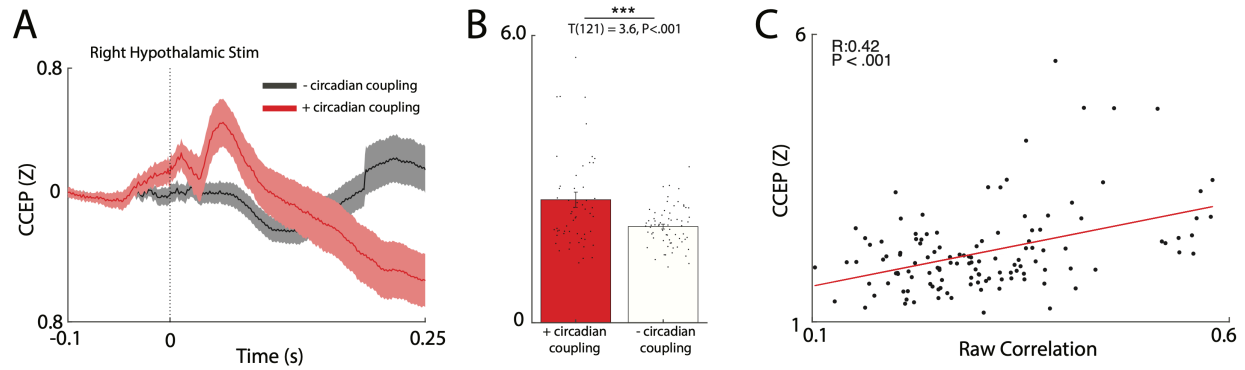 A
Right Hypothalamic Stim
- circadian coupling
+ circadian coupling
0.8
0
0.8
CCEP (Z)
-0.1
0
0.25
Time (s)
B
***
T(121) = 3.6, P<.001
6.0
0
+ circadian
coupling
- circadian
coupling
C
R:0.42
P < .001
6
1
CCEP (Z)
0.1
0.6
Raw Correlation